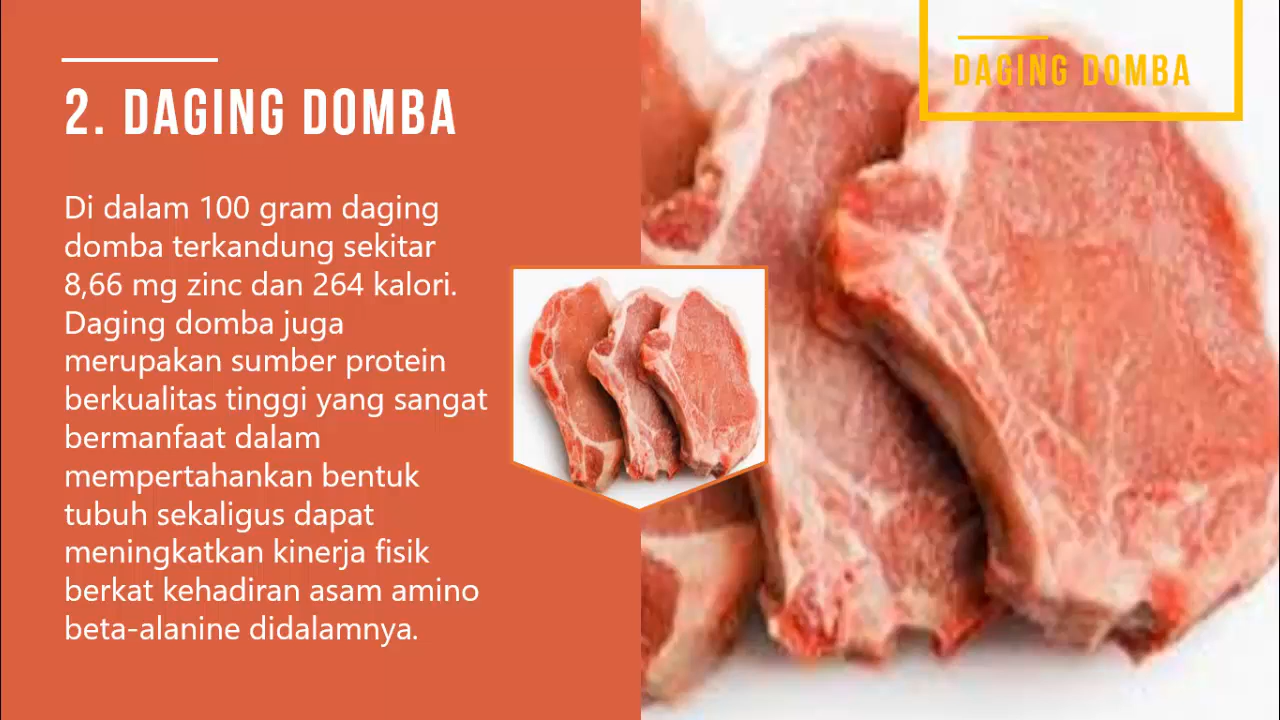 2. DAGING DOMBA
Di dalam 100 gram daging
domba terkandung sekitar
8,66 mg zinc dan 264 kalori.
Daging domba juga
merupakan sumber protein
berkualitas tinggi yang sangat
bermanfaat dalam
mempertahankan bentuk
tubuh sekaligus dapat
meningkatkan kinerja fisik
berkat kehadiran asam amino
beta-alanine didalamnya.
DAGING DOMBA